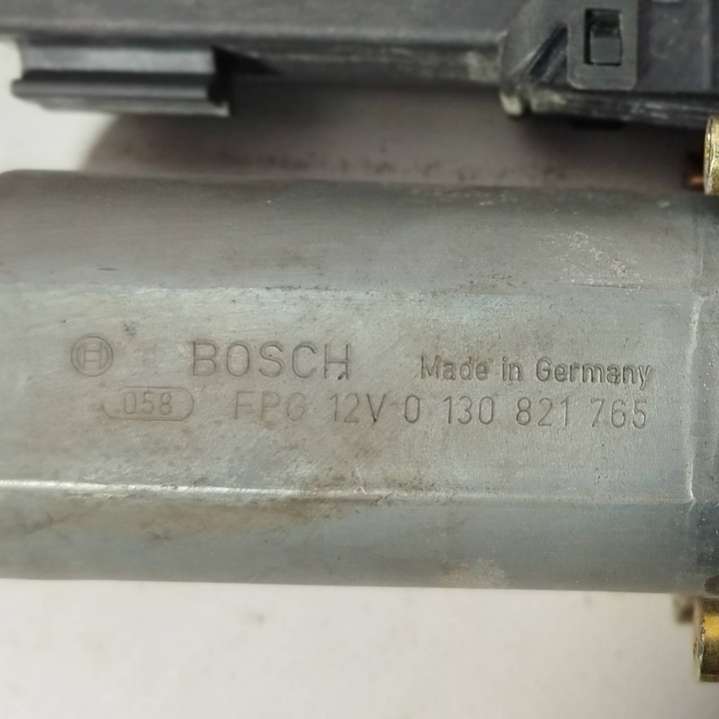 BOSCH Made in Germany
058 FPG 12V 0 130 821 765